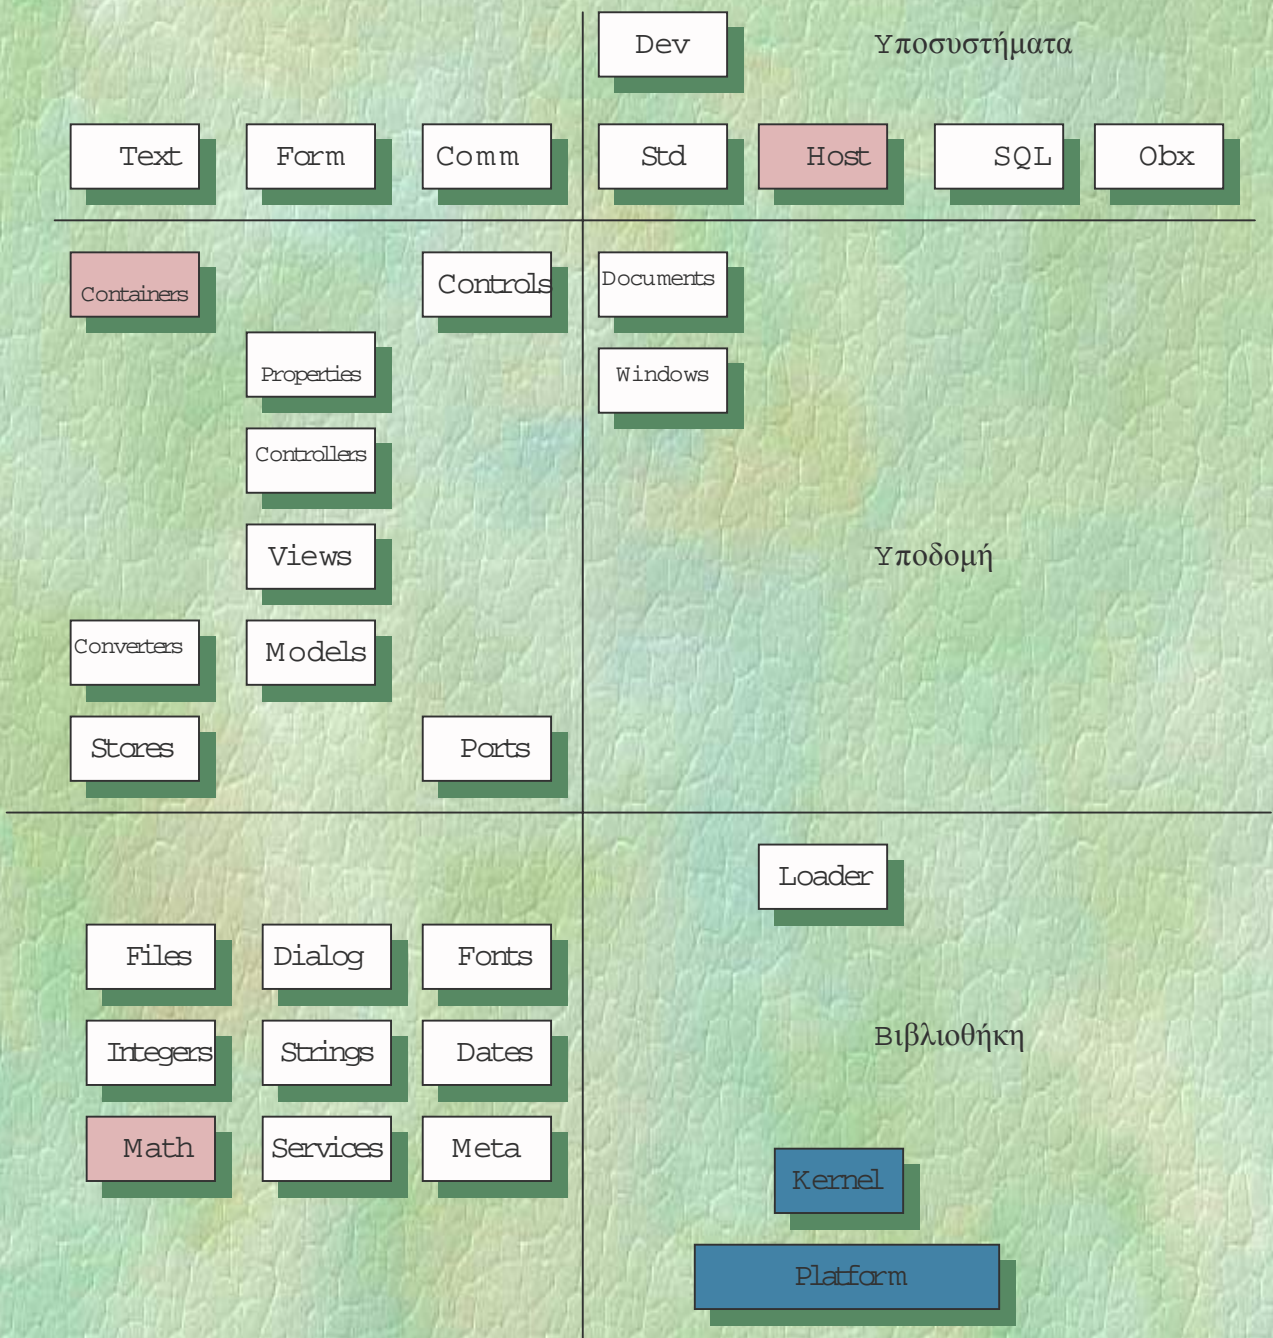 Dev
Υποσυστήματα
Text
Form
Comm
Std
Host
SQL
Obx
Containers
Controls
Documents
Properties
Windows
Controllers
Views
Υποδομή
Converters
Models
Stores
Ports
Loader
Files
Dialog
Fonts
Integers
Strings
Dates
Βιβλιοθήκη
Math
Services
Meta
Kernel
Platform